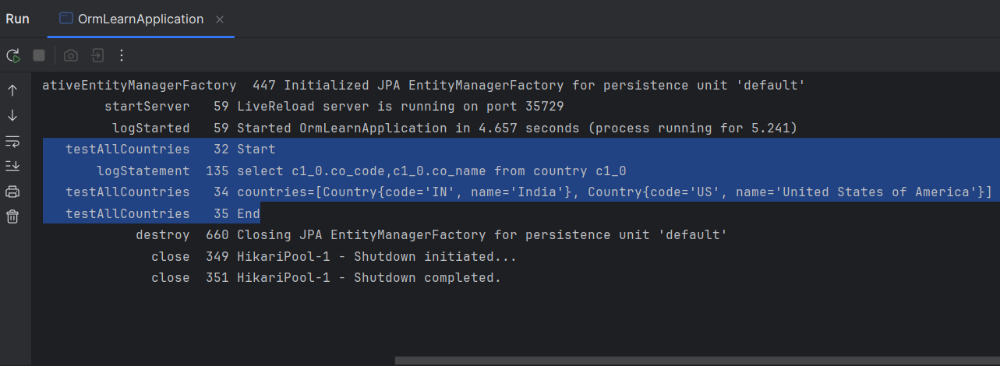 Run OrmLearnApplication
ativeEntityManagerFactory  447 Initialized JPA EntityManagerFactory for persistence unit 'default'
startServer   59 LiveReload server is running on port 35729
logStarted   59 Started OrmLearnApplication in 4.657 seconds (process running for 5.241)
testAllCountries   32 Start
logStatement  135 select c1_0.co_code,c1_0.co_name from country c1_0
testAllCountries   34 countries=[Country{code='IN', name='India'}, Country{code='US', name='United States of America'}]
testAllCountries   35 End
destroy  660 Closing JPA EntityManagerFactory for persistence unit 'default'
close  349 HikariPool-1 - Shutdown initiated...
close  351 HikariPool-1 - Shutdown completed.